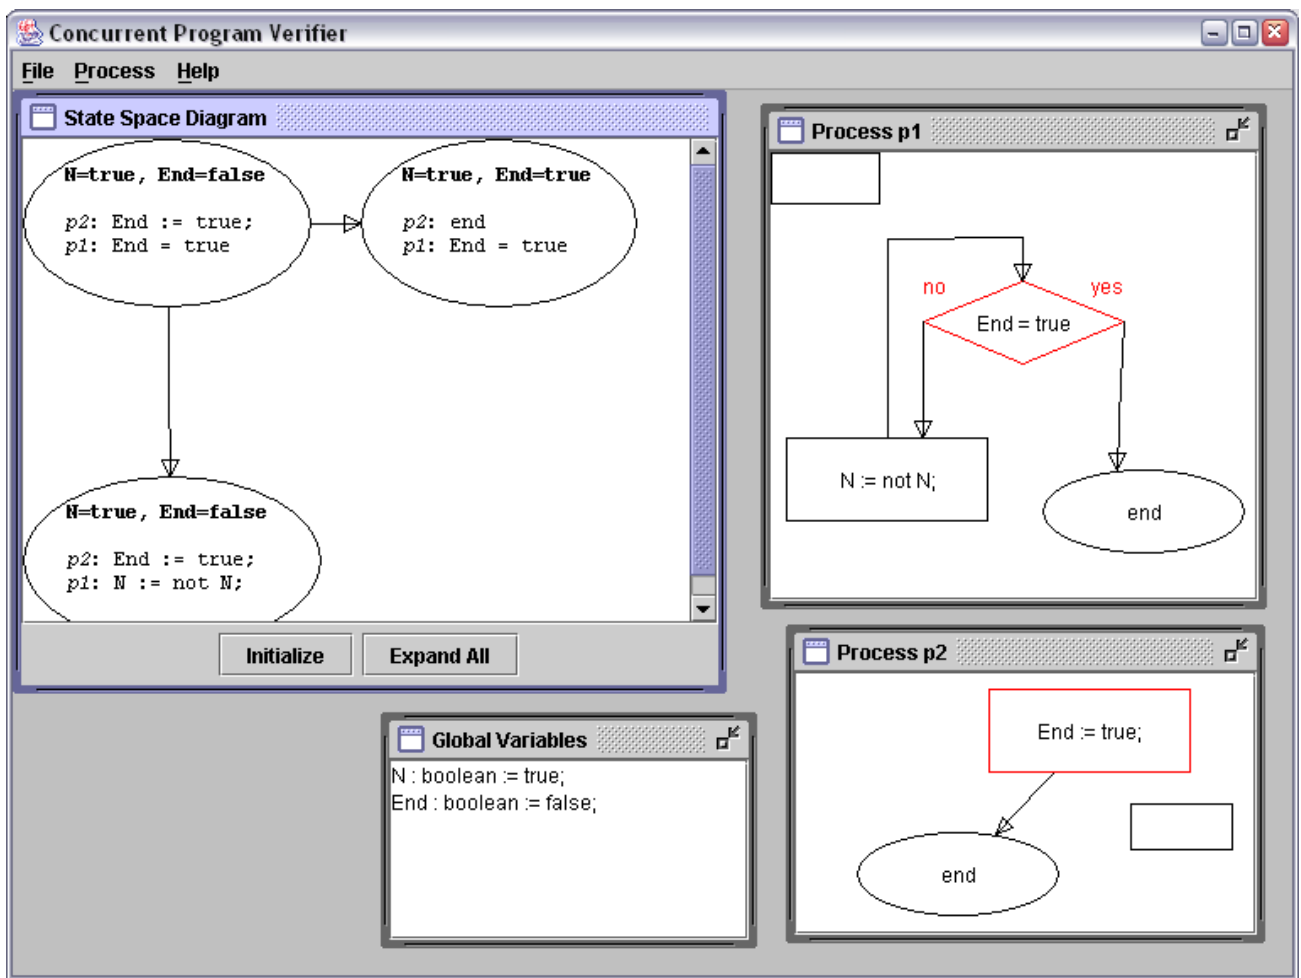 Concurrent Program Verifier
File Process Help
State Space Diagram
N=true, End=false
p2: End := true;
p1: End = true
N=true, End=true
p2: end
p1: End = true
N=true, End=false
p2: End := true;
p1: N := not N;
Initialize
Expand All
Process p1
no
yes
End = true
N := not N;
end
Global Variables
N : boolean := true;
End : boolean := false;
Process p2
End := true;
end